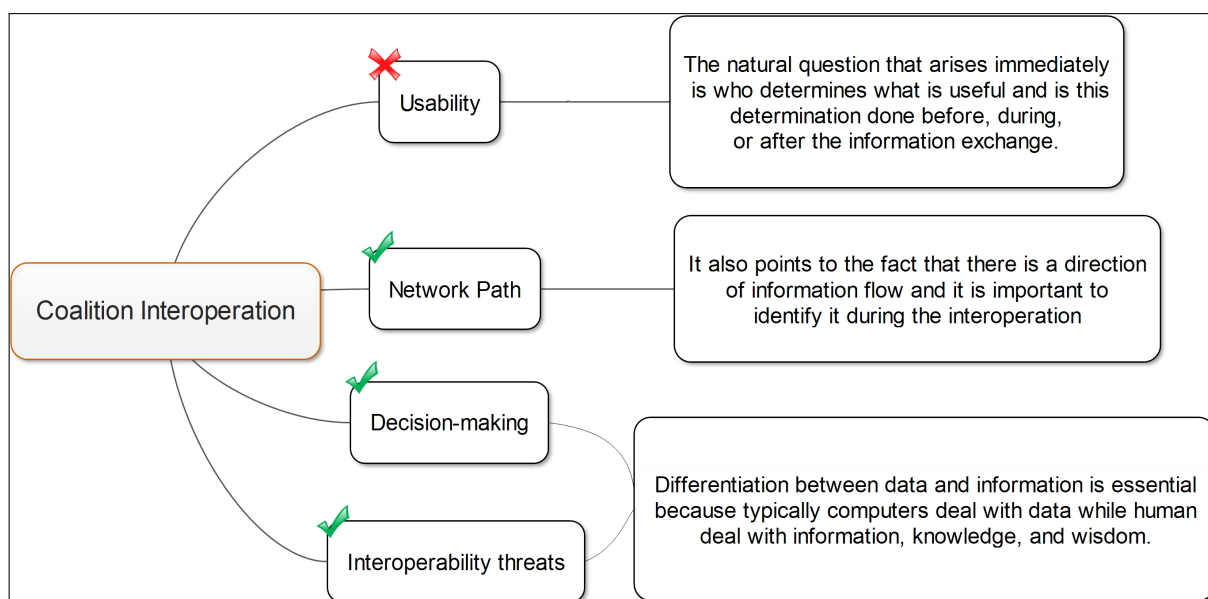 Usability
The natural question that arises immediately
is who determines what is useful and is this
determination done before, during,
or after the information exchange.
Coalition Interoperation
Network Path
It also points to the fact that there is a direction
of information flow and it is important to
identify it during the interoperation
Decision-making
Interoperability threats
Differentiation between data and information is essential
because typically computers deal with data while human
deal with information, knowledge, and wisdom.